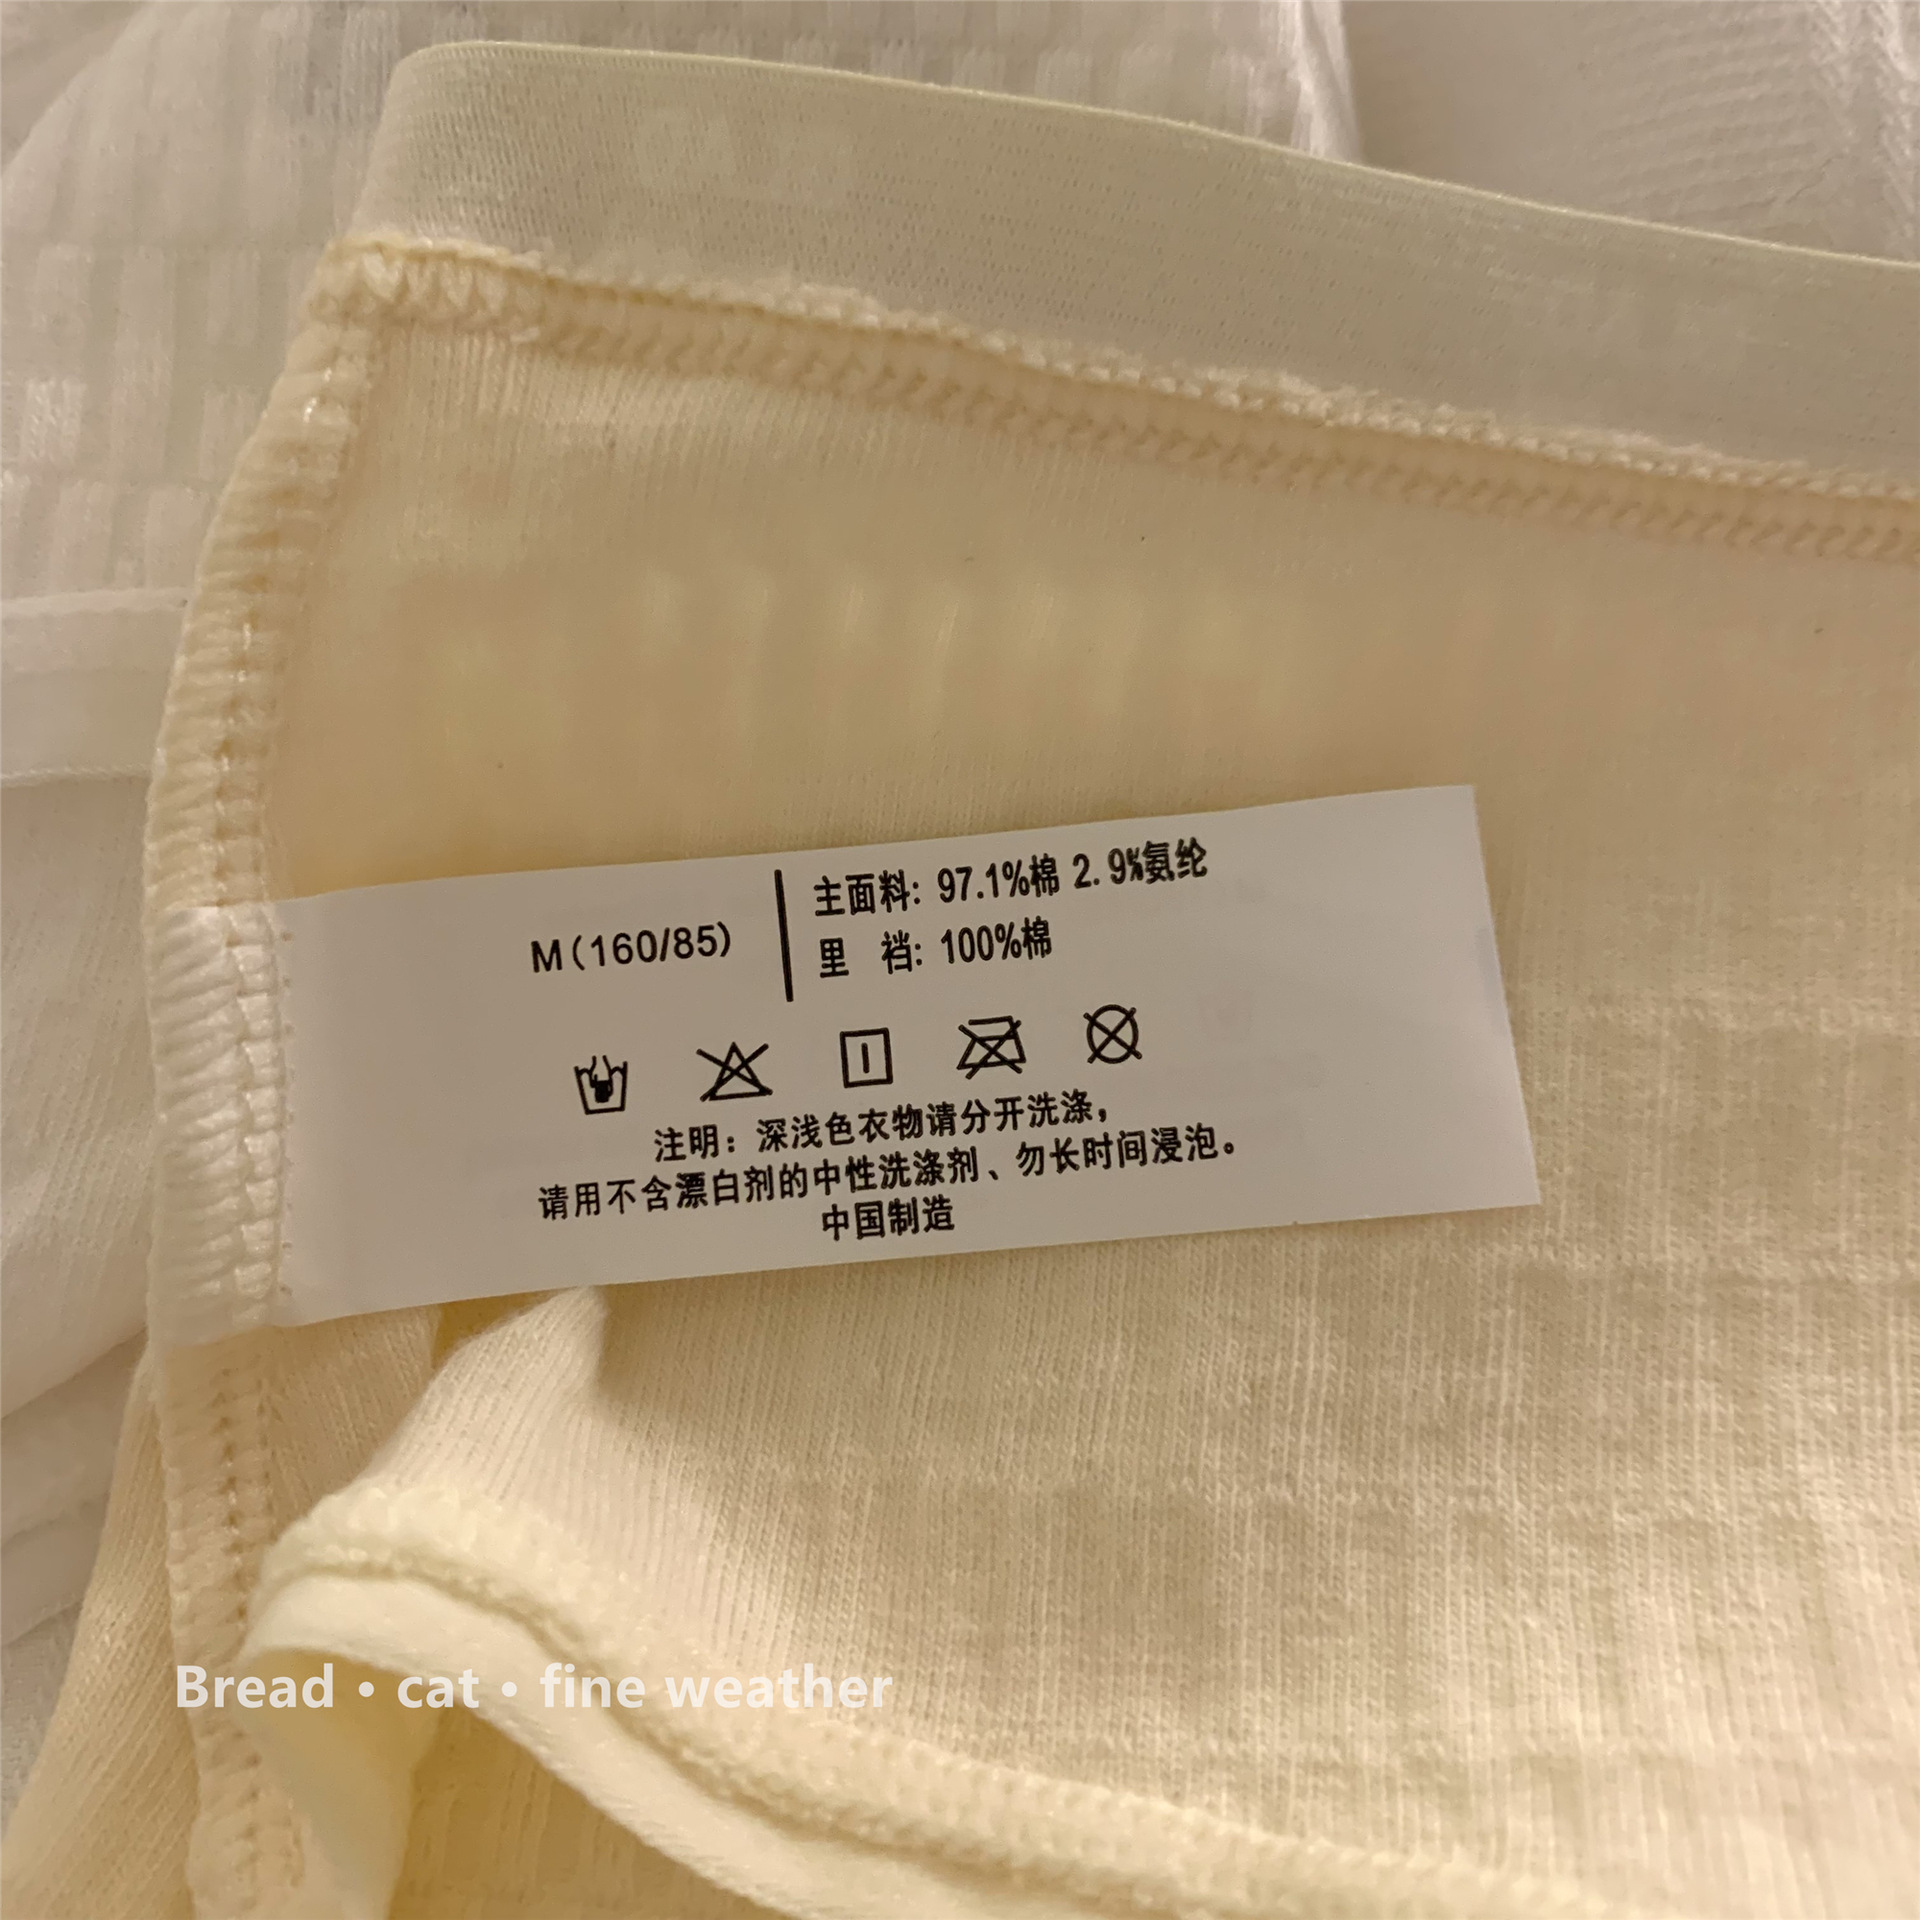 M(160/85)
主面料: 97.1%棉 2.9%氨纶
里 裆: 100%棉
注明：深浅色衣物请分开洗涤，
请用不含漂白剂的中性洗涤剂、勿长时间浸泡。
中国制造
Bread • cat • fine weather